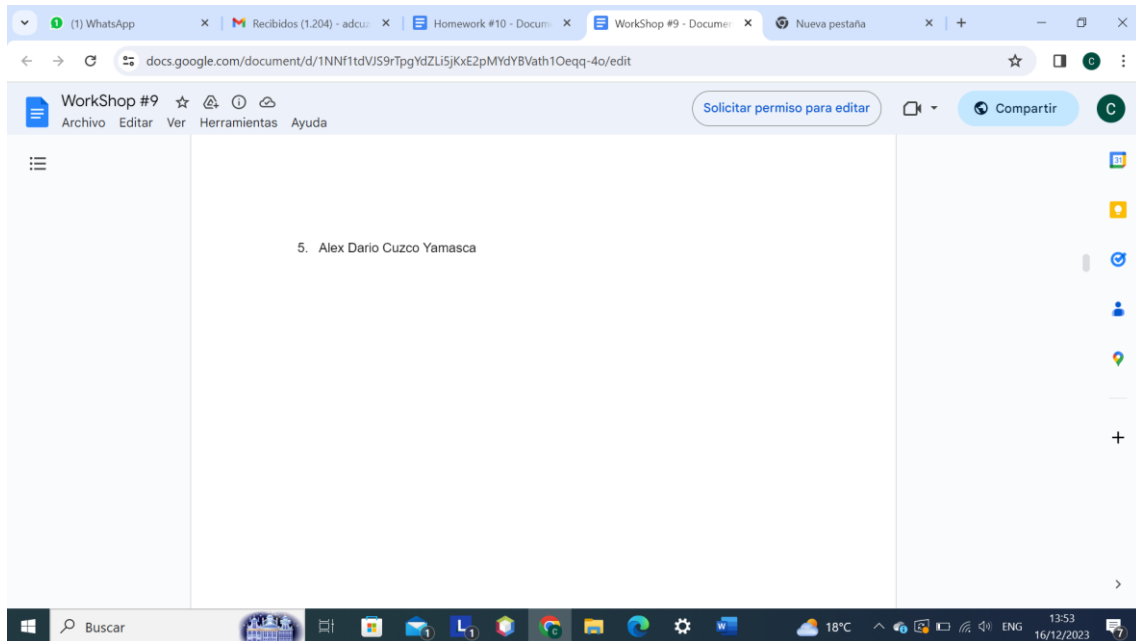 (1) WhatsApp
Recibidos (1.204) - adcuz
Homework #10 - Docum
WorkShop #9 - Documen
Nueva pestaña
docs.google.com/document/d/1NNf1tdVJS9rTpgYdZLi5jKxE2pMYdYBVath1Oeqq-4o/edit
WorkShop #9
Solicitar permiso para editar
Compartir
C
Archivo Editar Ver Herramientas Ayuda
5. Alex Dario Cuzco Yamasca
Buscar
18°C
ENG
13:53
16/12/2023